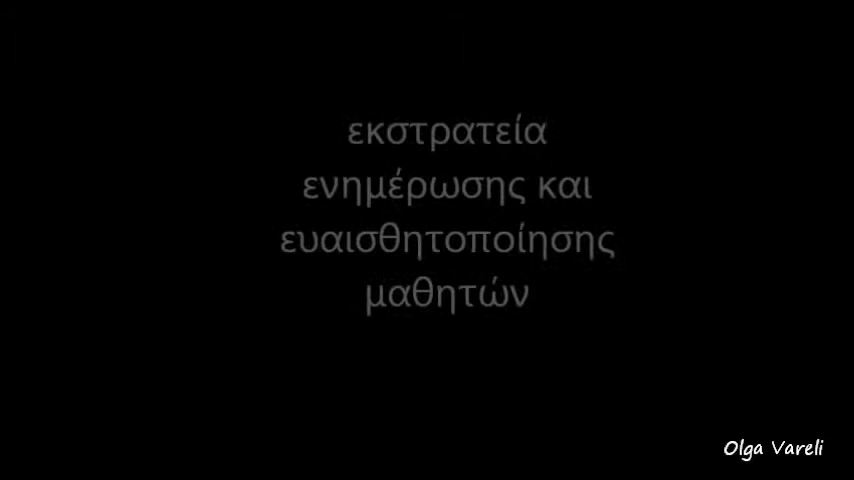 εκστρατεία
ενημέρωσης και
ευαισθητοποίησης
μαθητών
Olga Vareli